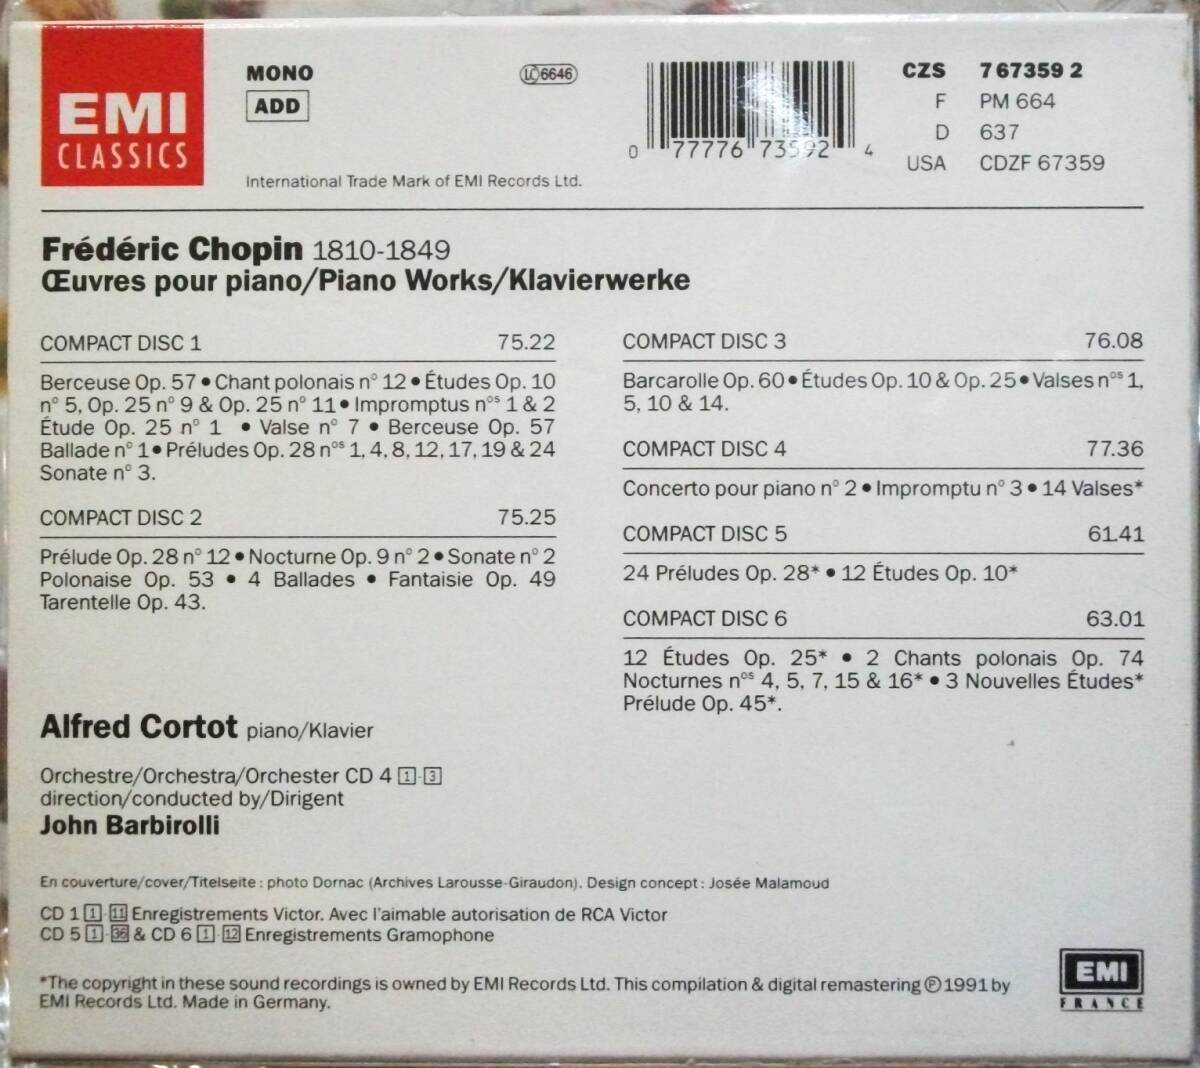 EMI
CLASSICS
MONO
ADD
LC 6646
International Trade Mark of EMI Records Ltd.
0 77776 73592 4
CZS 7 67359 2
F PM 664
D 637
USA CDZF 67359
Frédéric Chopin 1810-1849
Œuvres pour piano/Piano Works/Klavierwerke
COMPACT DISC 1 75.22
Berceuse Op. 57 • Chant polonais n° 12 • Études Op. 10
n° 5, Op. 25 n° 9 & Op. 25 n° 11 • Impromptus nos 1 & 2
Étude Op. 25 n° 1 • Valse n° 7 • Berceuse Op. 57
Ballade n° 1 • Préludes Op. 28 nos 1, 4, 8, 12, 17, 19 & 24
Sonate n° 3.
COMPACT DISC 2 75.25
Prélude Op. 28 n° 12 • Nocturne Op. 9 n° 2 • Sonate n° 2
Polonaise Op. 53 • 4 Ballades • Fantaisie Op. 49
Tarentelle Op. 43.
COMPACT DISC 3 76.08
Barcarolle Op. 60 • Études Op. 10 & Op. 25 • Valses nos 1,
5, 10 & 14.
COMPACT DISC 4 77.36
Concerto pour piano n° 2 • Impromptu n° 3 • 14 Valses*
COMPACT DISC 5 61.41
24 Préludes Op. 28* • 12 Études Op. 10*
COMPACT DISC 6 63.01
12 Études Op. 25* • 2 Chants polonais Op. 74
Nocturnes nos 4, 5, 7, 15 & 16* • 3 Nouvelles Études*
Prélude Op. 45*.
Alfred Cortot piano/Klavier
Orchestre/Orchestra/Orchester CD 4 1-3
direction/conducted by/Dirigent
John Barbirolli
En couverture/cover/Titelseite : photo Dornac (Archives Larousse-Giraudon). Design concept : Josée Malamoud
CD 1 1-11 Enregistrements Victor. Avec l'aimable autorisation de RCA Victor
CD 5 1-36 & CD 6 1-12 Enregistrements Gramophone
*The copyright in these sound recordings is owned by EMI Records Ltd. This compilation & digital remastering ℗ 1991 by
EMI Records Ltd. Made in Germany.
EMI
FRANCE